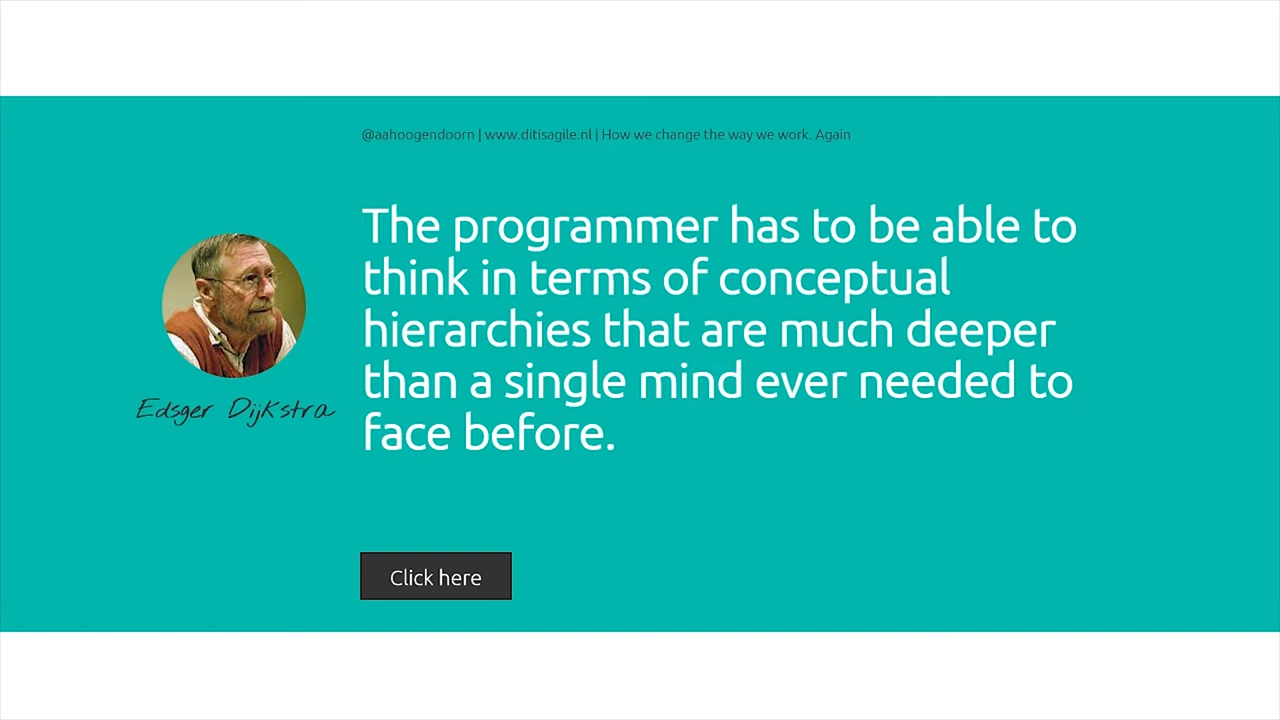 @aahoogendoorn | www.ditisagile.nl | How we change the way we work. Again
The programmer has to be able to
think in terms of conceptual
hierarchies that are much deeper
than a single mind ever needed to
face before.
Edsger Dijkstra
Click here